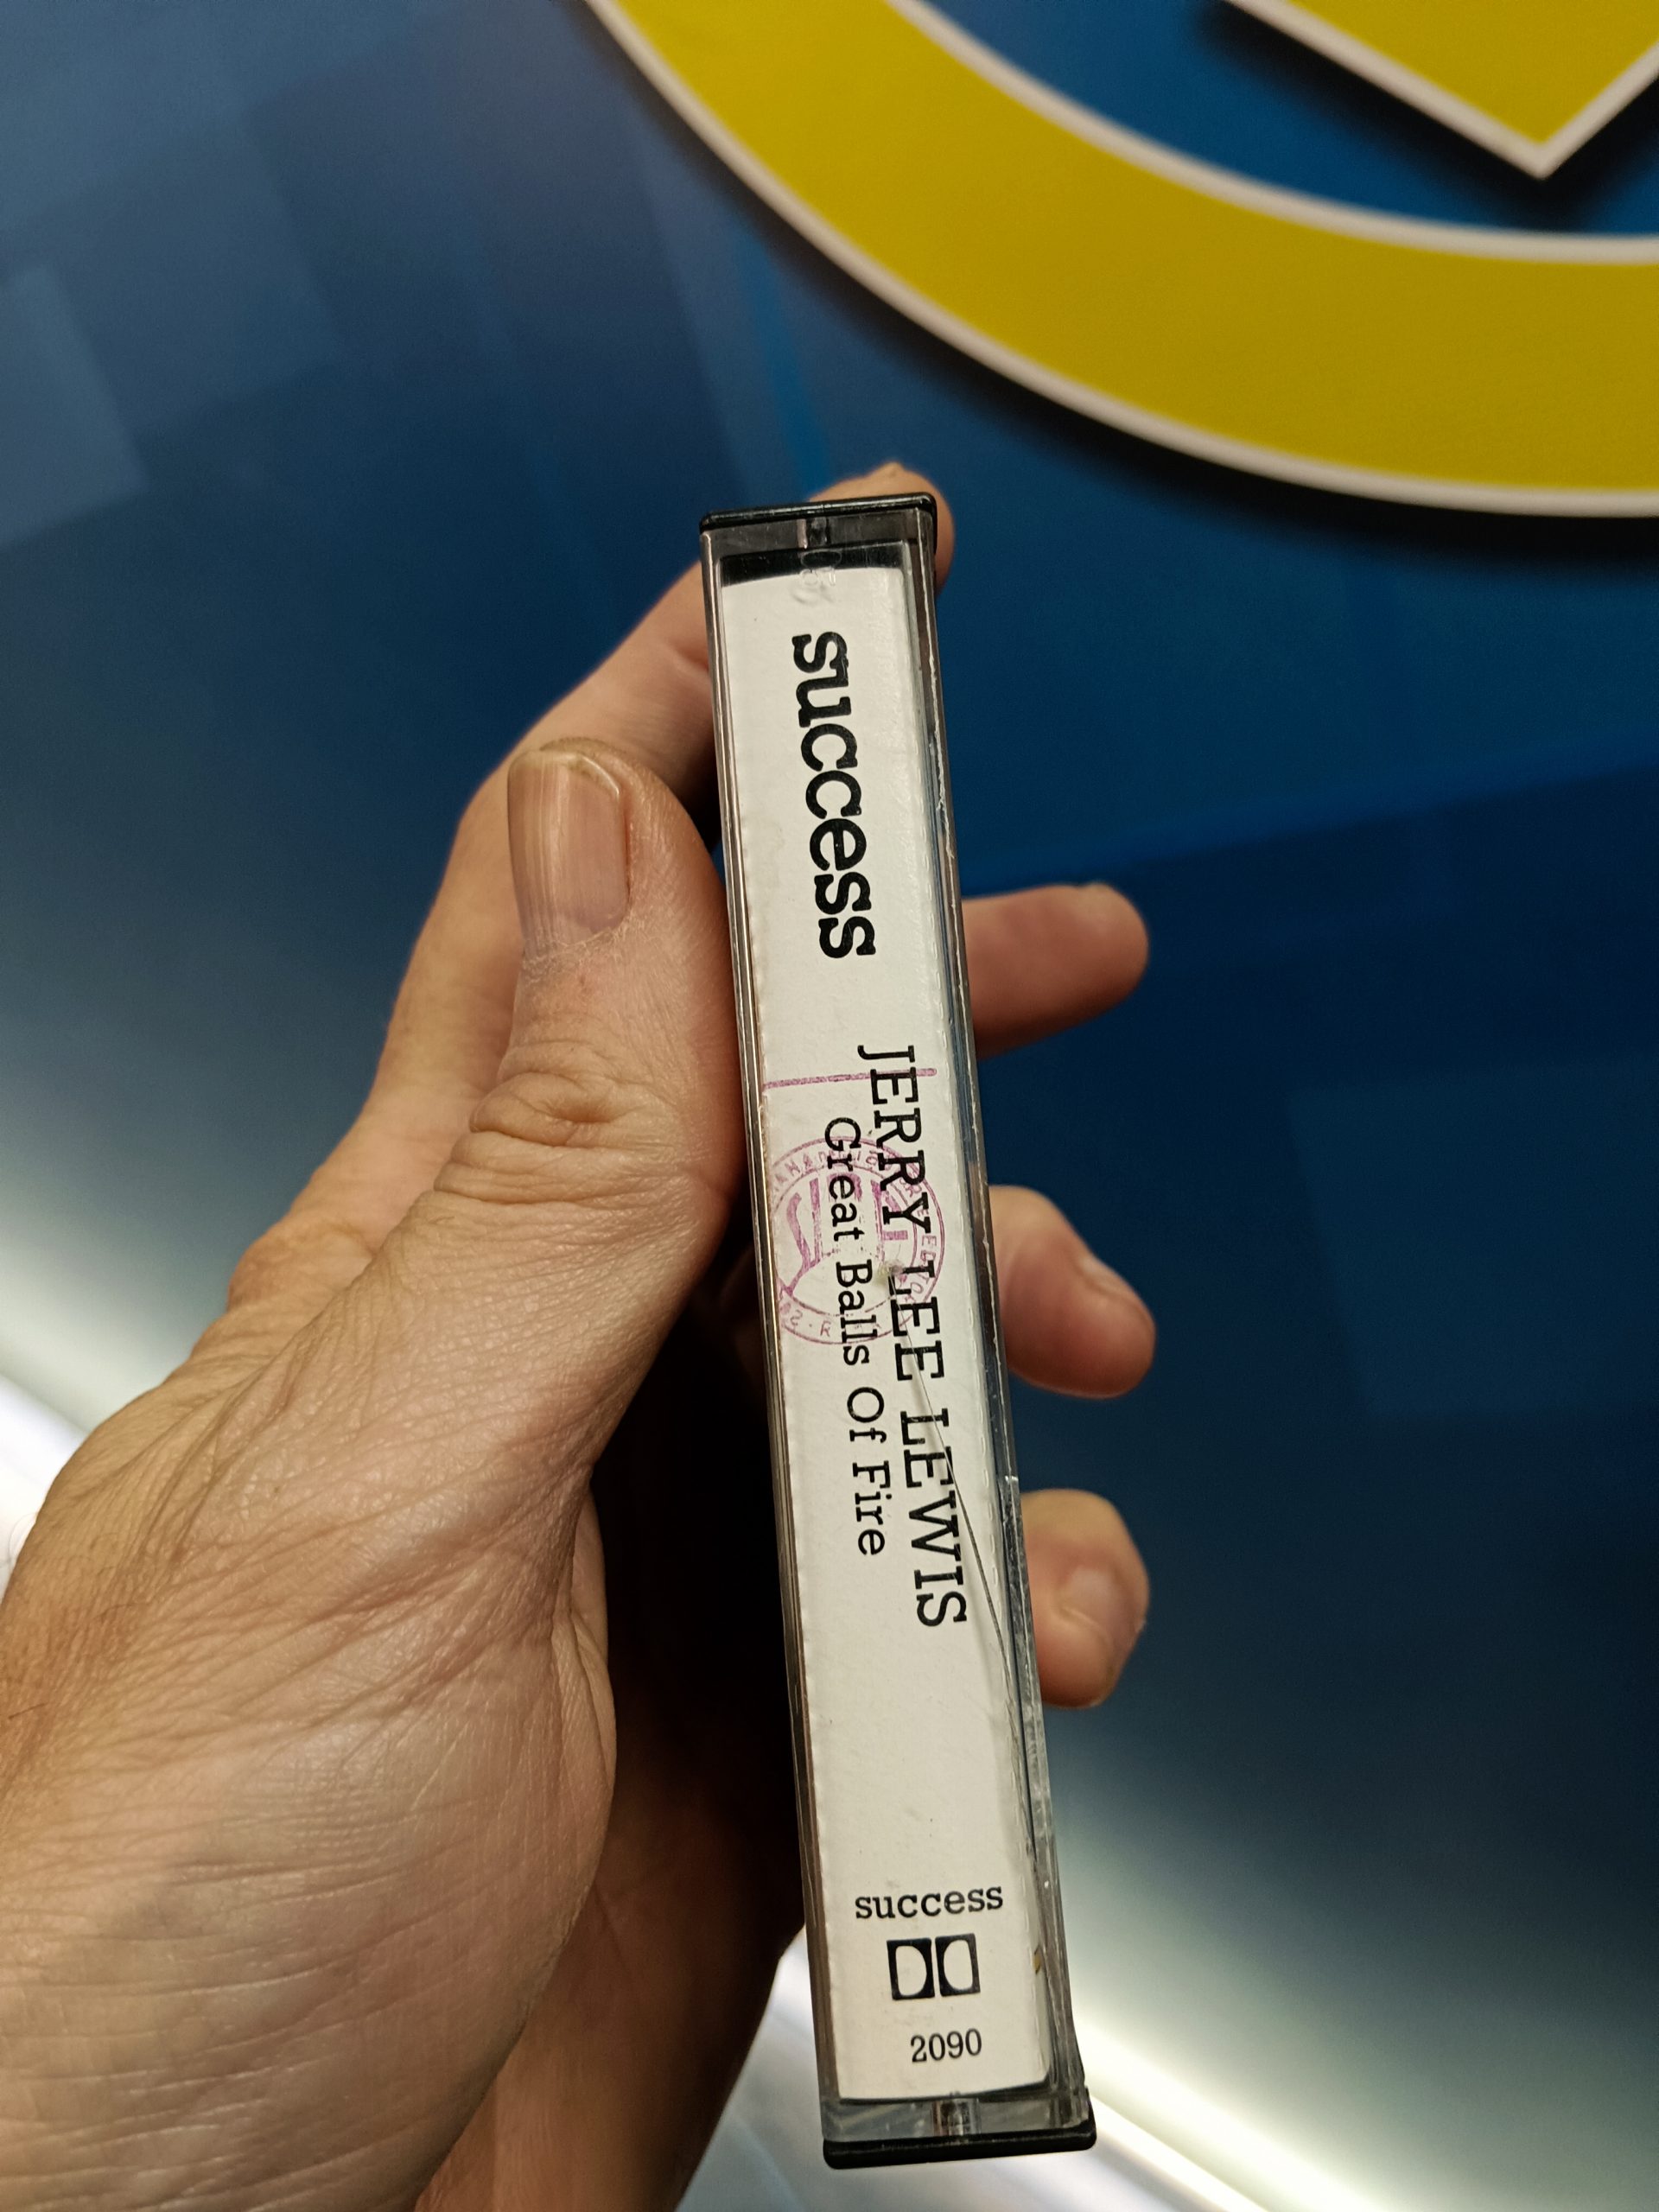 success
JERRY LEE LEWIS
Great Balls Of Fire
success
2090